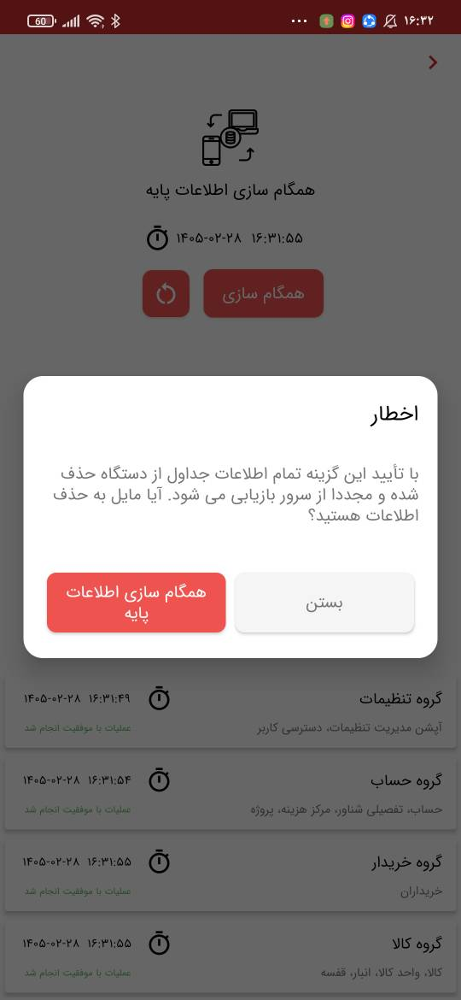 60
۱۶:۳۲
همگام سازی اطلاعات پایه
۱۴۰۵-۰۲-۲۸ ۱۶:۳۱:۵۵
همگام سازی
اخطار
با تأیید این گزینه تمام اطلاعات جداول از دستگاه حذف
شده و مجددا از سرور بازیابی می شود. آیا مایل به حذف
اطلاعات هستید؟
بستن
همگام سازی اطلاعات
پایه
گروه تنظیمات
۱۴۰۵-۰۲-۲۸ ۱۶:۳۱:۴۹
آپشن مدیریت تنظیمات، دسترسی کاربر
عملیات با موفقیت انجام شد
گروه حساب
۱۴۰۵-۰۲-۲۸ ۱۶:۳۱:۵۴
حساب، تفصیلی شناور، مرکز هزینه، پروژه
عملیات با موفقیت انجام شد
گروه خریدار
۱۴۰۵-۰۲-۲۸ ۱۶:۳۱:۵۵
خریداران
عملیات با موفقیت انجام شد
گروه کالا
۱۴۰۵-۰۲-۲۸ ۱۶:۳۱:۵۵
کالا، واحد کالا، انبار، قفسه
عملیات با موفقیت انجام شد